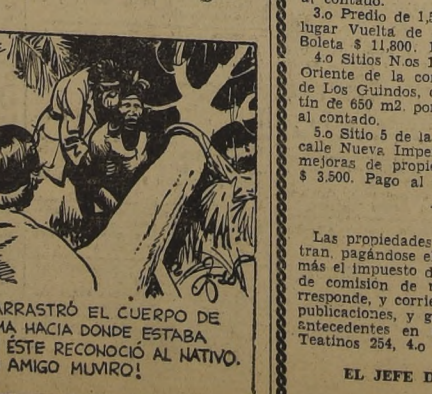 ARRASTRÓ EL CUERPO DE
MA HACIA DONDE ESTABA
ÉSTE RECONOCIÓ AL NATIVO.
AMIGO MUVIRO!
al contado.
3.o Predio de 1,5
lugar Vuelta de
Boleta $ 11,800.
4.o Sitios N.os 1
Oriente de la co
de Los Guindos,
tín de 650 m2. po
al contado.
5.o Sitio 5 de la
calle Nueva Impe
mejoras de propie
$ 3.500. Pago al
Las propiedades
tran, pagándose e
más el impuesto d
de comisión de
rresponde, y corrie
publicaciones, y g
antecedentes en
Teatinos 254, 4.o
EL JEFE D